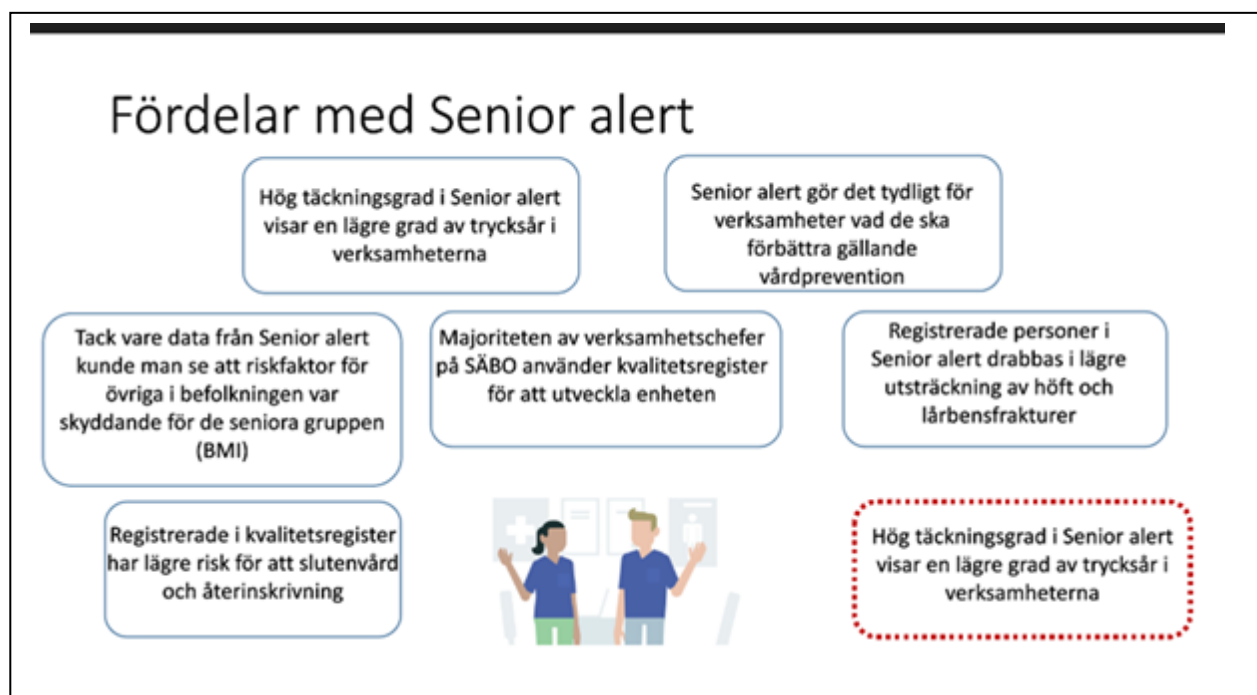 Fördelar med Senior alert
Hög täckningsgrad i Senior alert
visar en lägre grad av trycksår i
verksamheterna
Senior alert gör det tydligt för
verksamheter vad de ska
förbättra gällande
vårdprevention
Tack vare data från Senior alert
kunde man se att riskfaktor för
övriga i befolkningen var
skyddande för de seniora gruppen
(BMI)
Majoriteten av verksamhetschefer
på SÄBO använder kvalitetsregister
för att utveckla enheten
Registrerade personer i
Senior alert drabbas i lägre
utsträckning av höft och
lårbensfrakturer
Registrerade i kvalitetsregister
har lägre risk för att slutenvård
och återinskrivning
Hög täckningsgrad i Senior alert
visar en lägre grad av trycksår i
verksamheterna